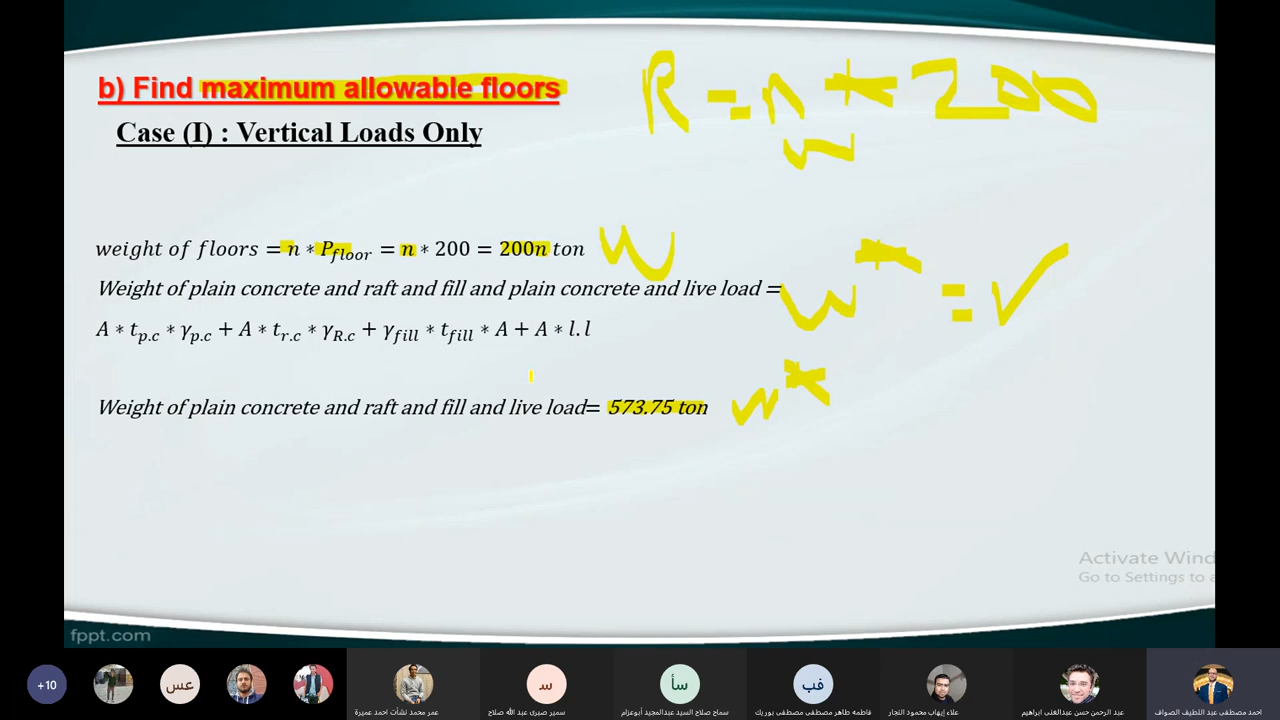 b) Find maximum allowable floors
R = n * 200
Case (I) : Vertical Loads Only
weight of floors = n ∗ P_floor = n ∗ 200 = 200n ton w
Weight of plain concrete and raft and fill and plain concrete and live load = w* = ✓
A ∗ t_p.c ∗ γ_p.c + A ∗ t_r.c ∗ γ_R.c + γ_fill ∗ t_fill ∗ A + A ∗ l.l
Weight of plain concrete and raft and fill and live load= 573.75 ton w*
Activate Wind
Go to Settings to a
fppt.com
+10
عس
س
سأ
فب
عمر محمد نشأت احمد عميرة
سمير صبرى عبد الله صلاح
سماح صلاح السيد عبدالمجيد أبوعزام
فاطمه طاهر مصطفى مصطفى بوريك
علاء إيهاب محمود النجار
عبد الرحمن حسن عبدالغنى ابراهيم
احمد مصطفى عبد اللطيف الصواف